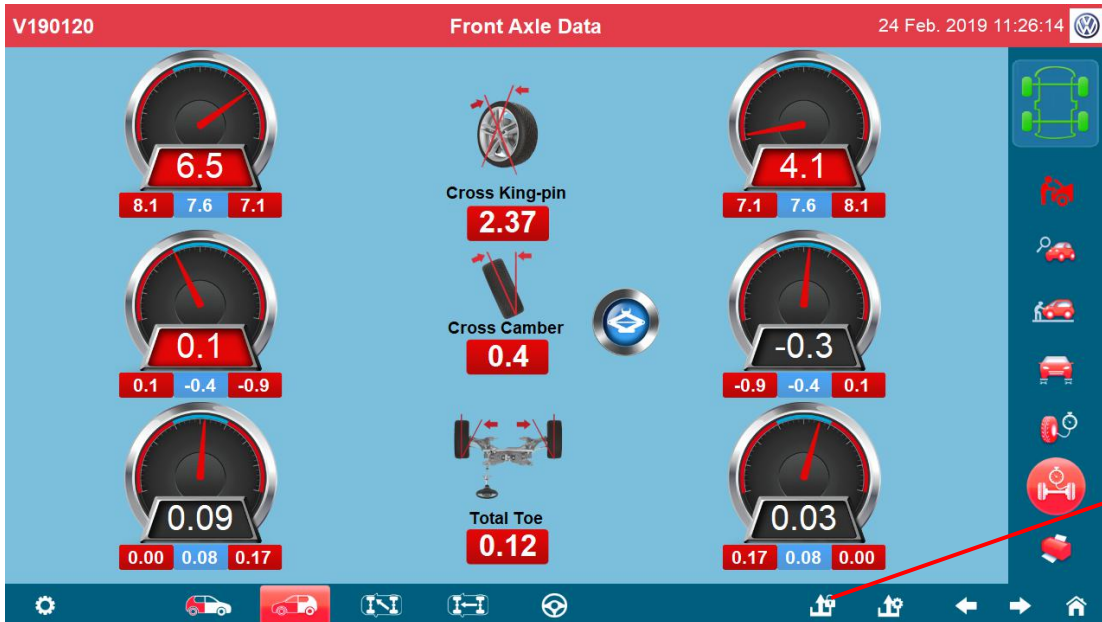 V190120 Front Axle Data 24 Feb. 2019 11:26:14
6.5
8.1 7.6 7.1
Cross King-pin
2.37
4.1
7.1 7.6 8.1
0.1
0.1 -0.4 -0.9
Cross Camber
0.4
-0.3
-0.9 -0.4 0.1
0.09
0.00 0.08 0.17
Total Toe
0.12
0.03
0.17 0.08 0.00